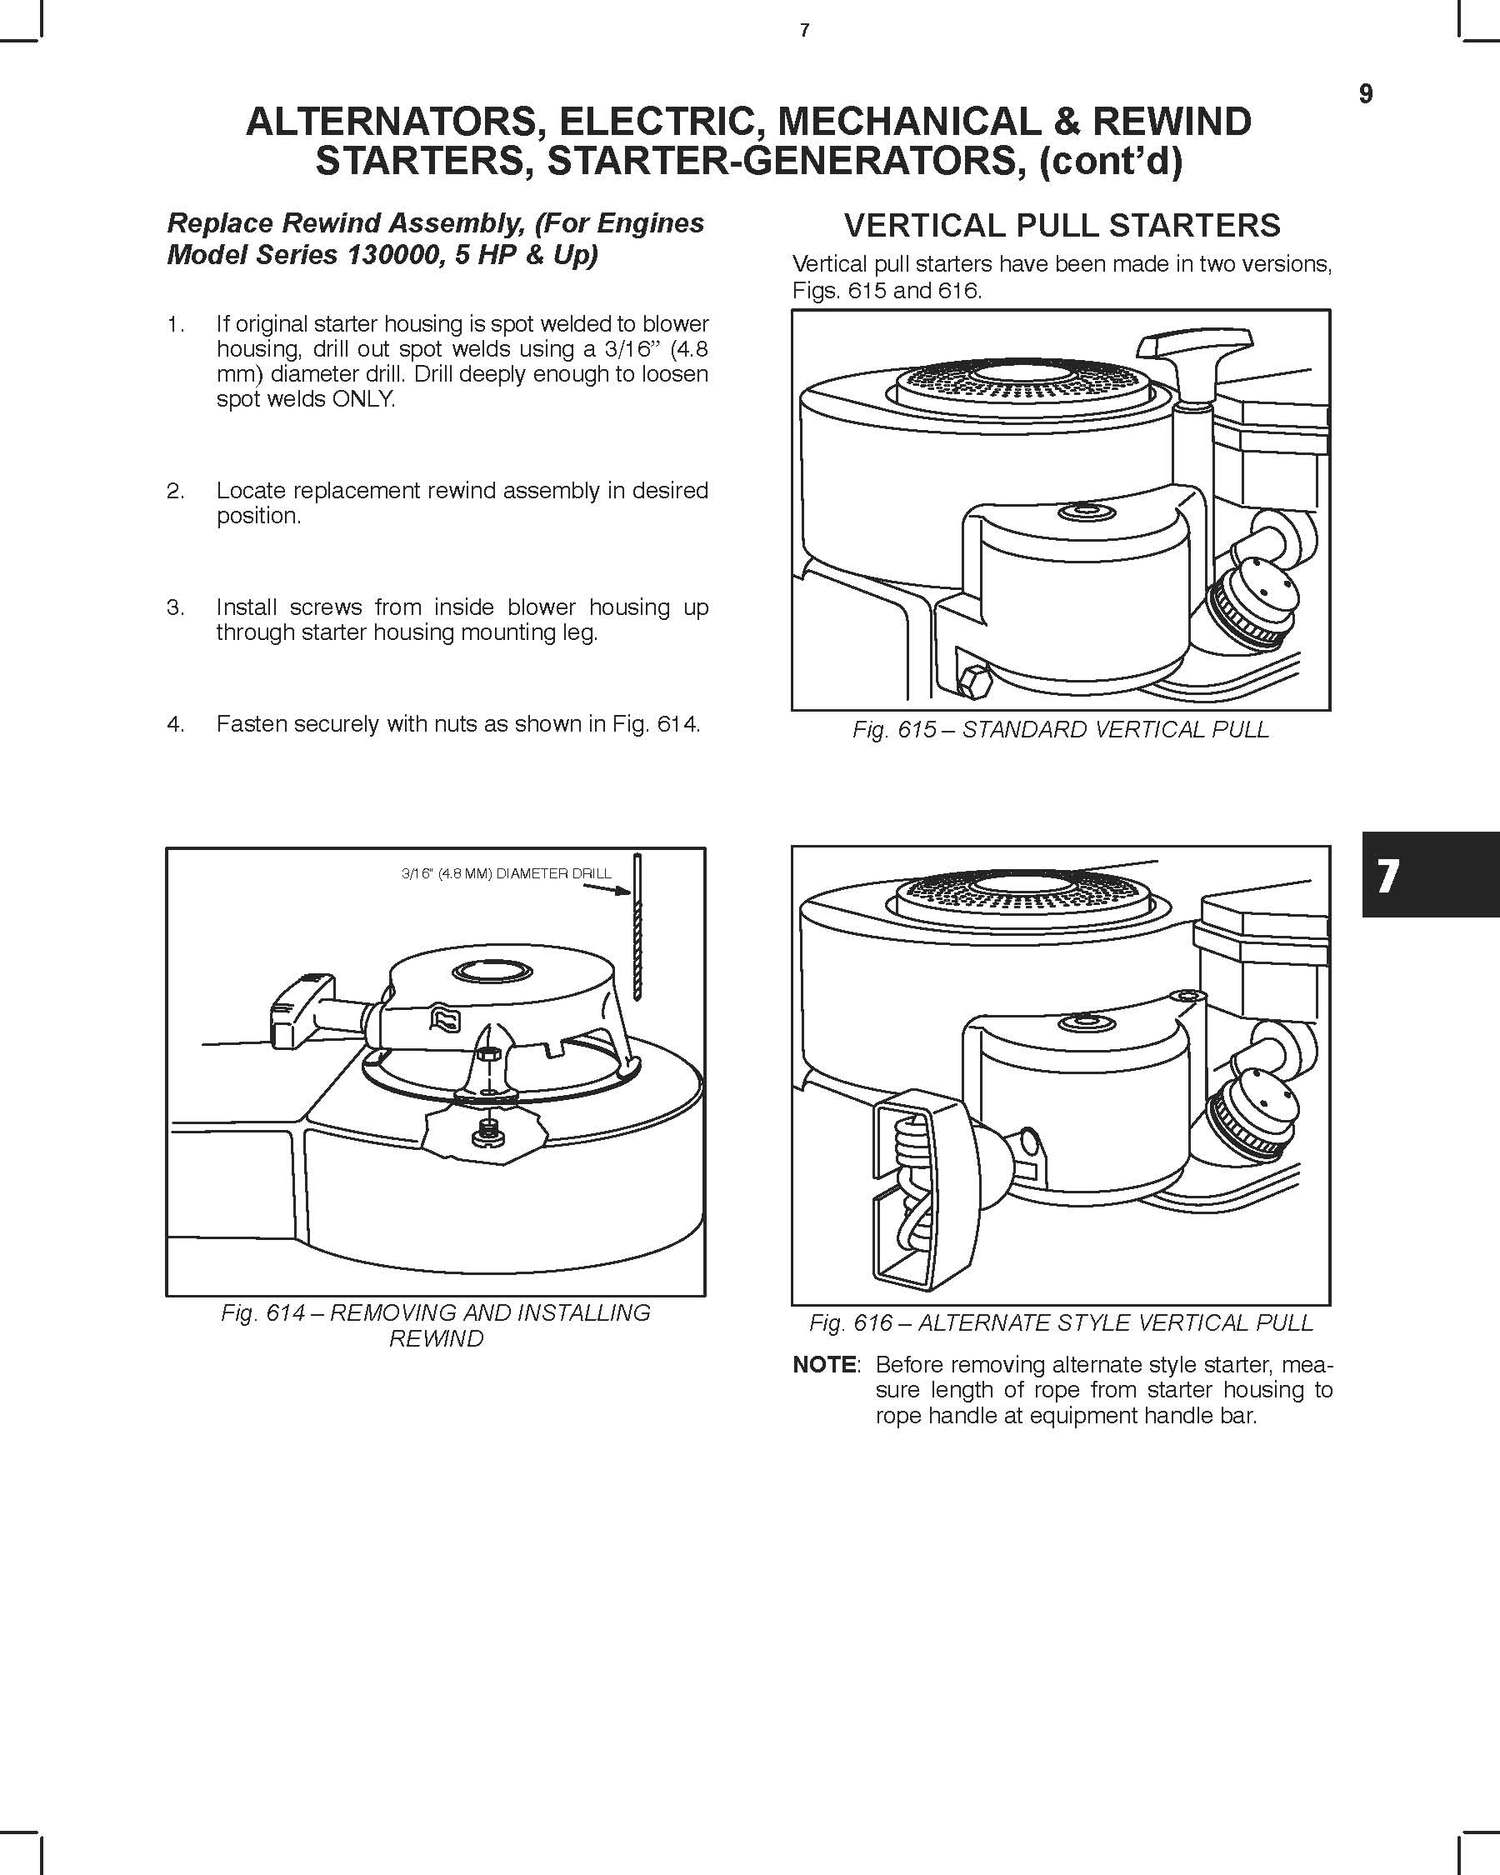 7
9
ALTERNATORS, ELECTRIC, MECHANICAL & REWIND
STARTERS, STARTER-GENERATORS, (cont’d)
Replace Rewind Assembly, (For Engines
Model Series 130000, 5 HP & Up)
1. If original starter housing is spot welded to blower
housing, drill out spot welds using a 3/16” (4.8
mm) diameter drill. Drill deeply enough to loosen
spot welds ONLY.
2. Locate replacement rewind assembly in desired
position.
3. Install screws from inside blower housing up
through starter housing mounting leg.
4. Fasten securely with nuts as shown in Fig. 614.
3/16" (4.8 MM) DIAMETER DRILL
Fig. 614 – REMOVING AND INSTALLING
REWIND
VERTICAL PULL STARTERS
Vertical pull starters have been made in two versions,
Figs. 615 and 616.
Fig. 615 – STANDARD VERTICAL PULL
7
Fig. 616 – ALTERNATE STYLE VERTICAL PULL
NOTE: Before removing alternate style starter, mea-
sure length of rope from starter housing to
rope handle at equipment handle bar.